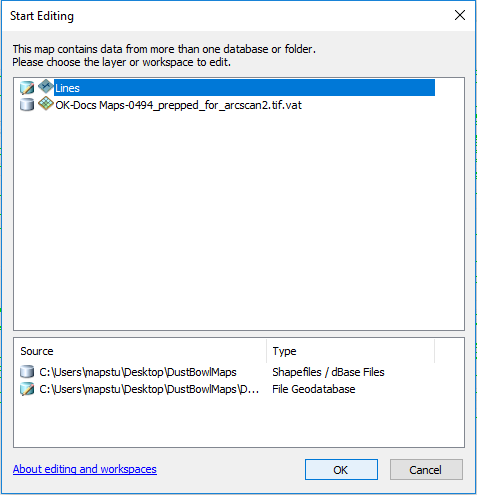 Start Editing
This map contains data from more than one database or folder.
Please choose the layer or workspace to edit.
Lines
OK-Docs Maps-0494_prepped_for_arcscan2.tif.vat
Source Type
C:\Users\mapstu\Desktop\DustBowlMaps Shapefiles / dBase Files
C:\Users\mapstu\Desktop\DustBowlMaps\D... File Geodatabase
About editing and workspaces OK Cancel